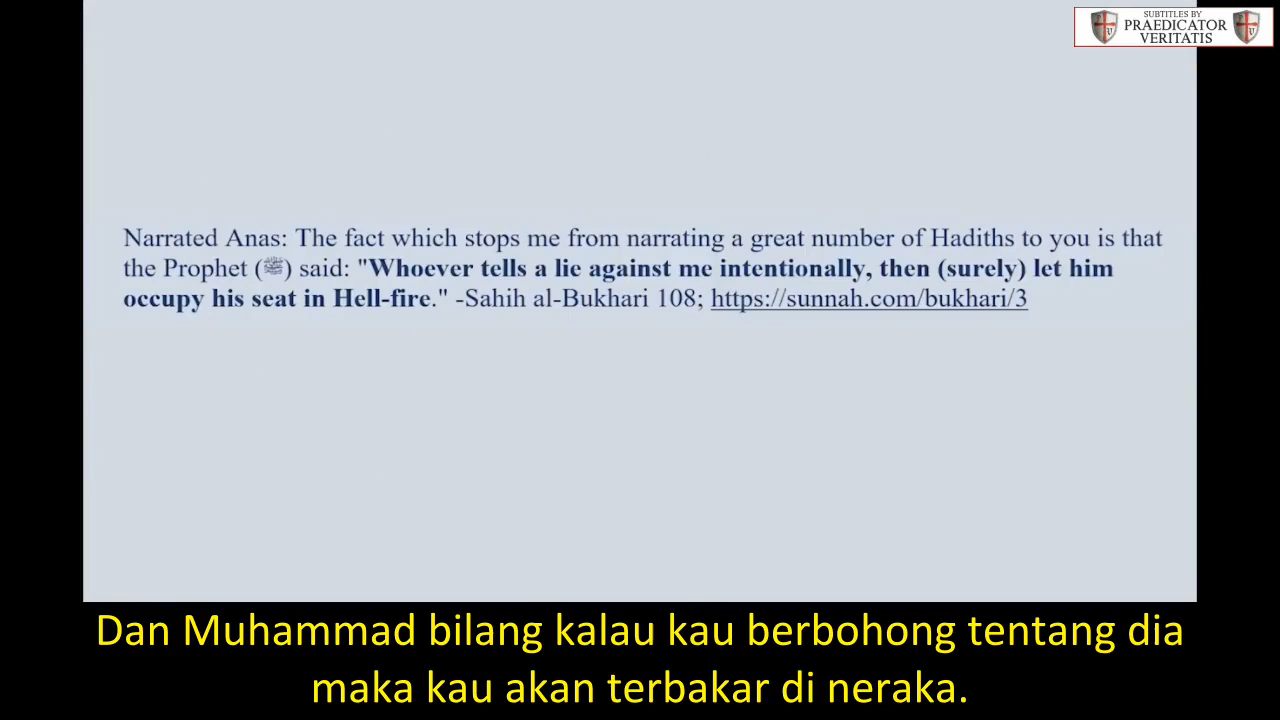 SUBTITLES BY
PRAEDICATOR
VERITATIS
Narrated Anas: The fact which stops me from narrating a great number of Hadiths to you is that
the Prophet (ﷺ) said: "Whoever tells a lie against me intentionally, then (surely) let him
occupy his seat in Hell-fire." -Sahih al-Bukhari 108; https://sunnah.com/bukhari/3
Dan Muhammad bilang kalau kau berbohong tentang dia
maka kau akan terbakar di neraka.